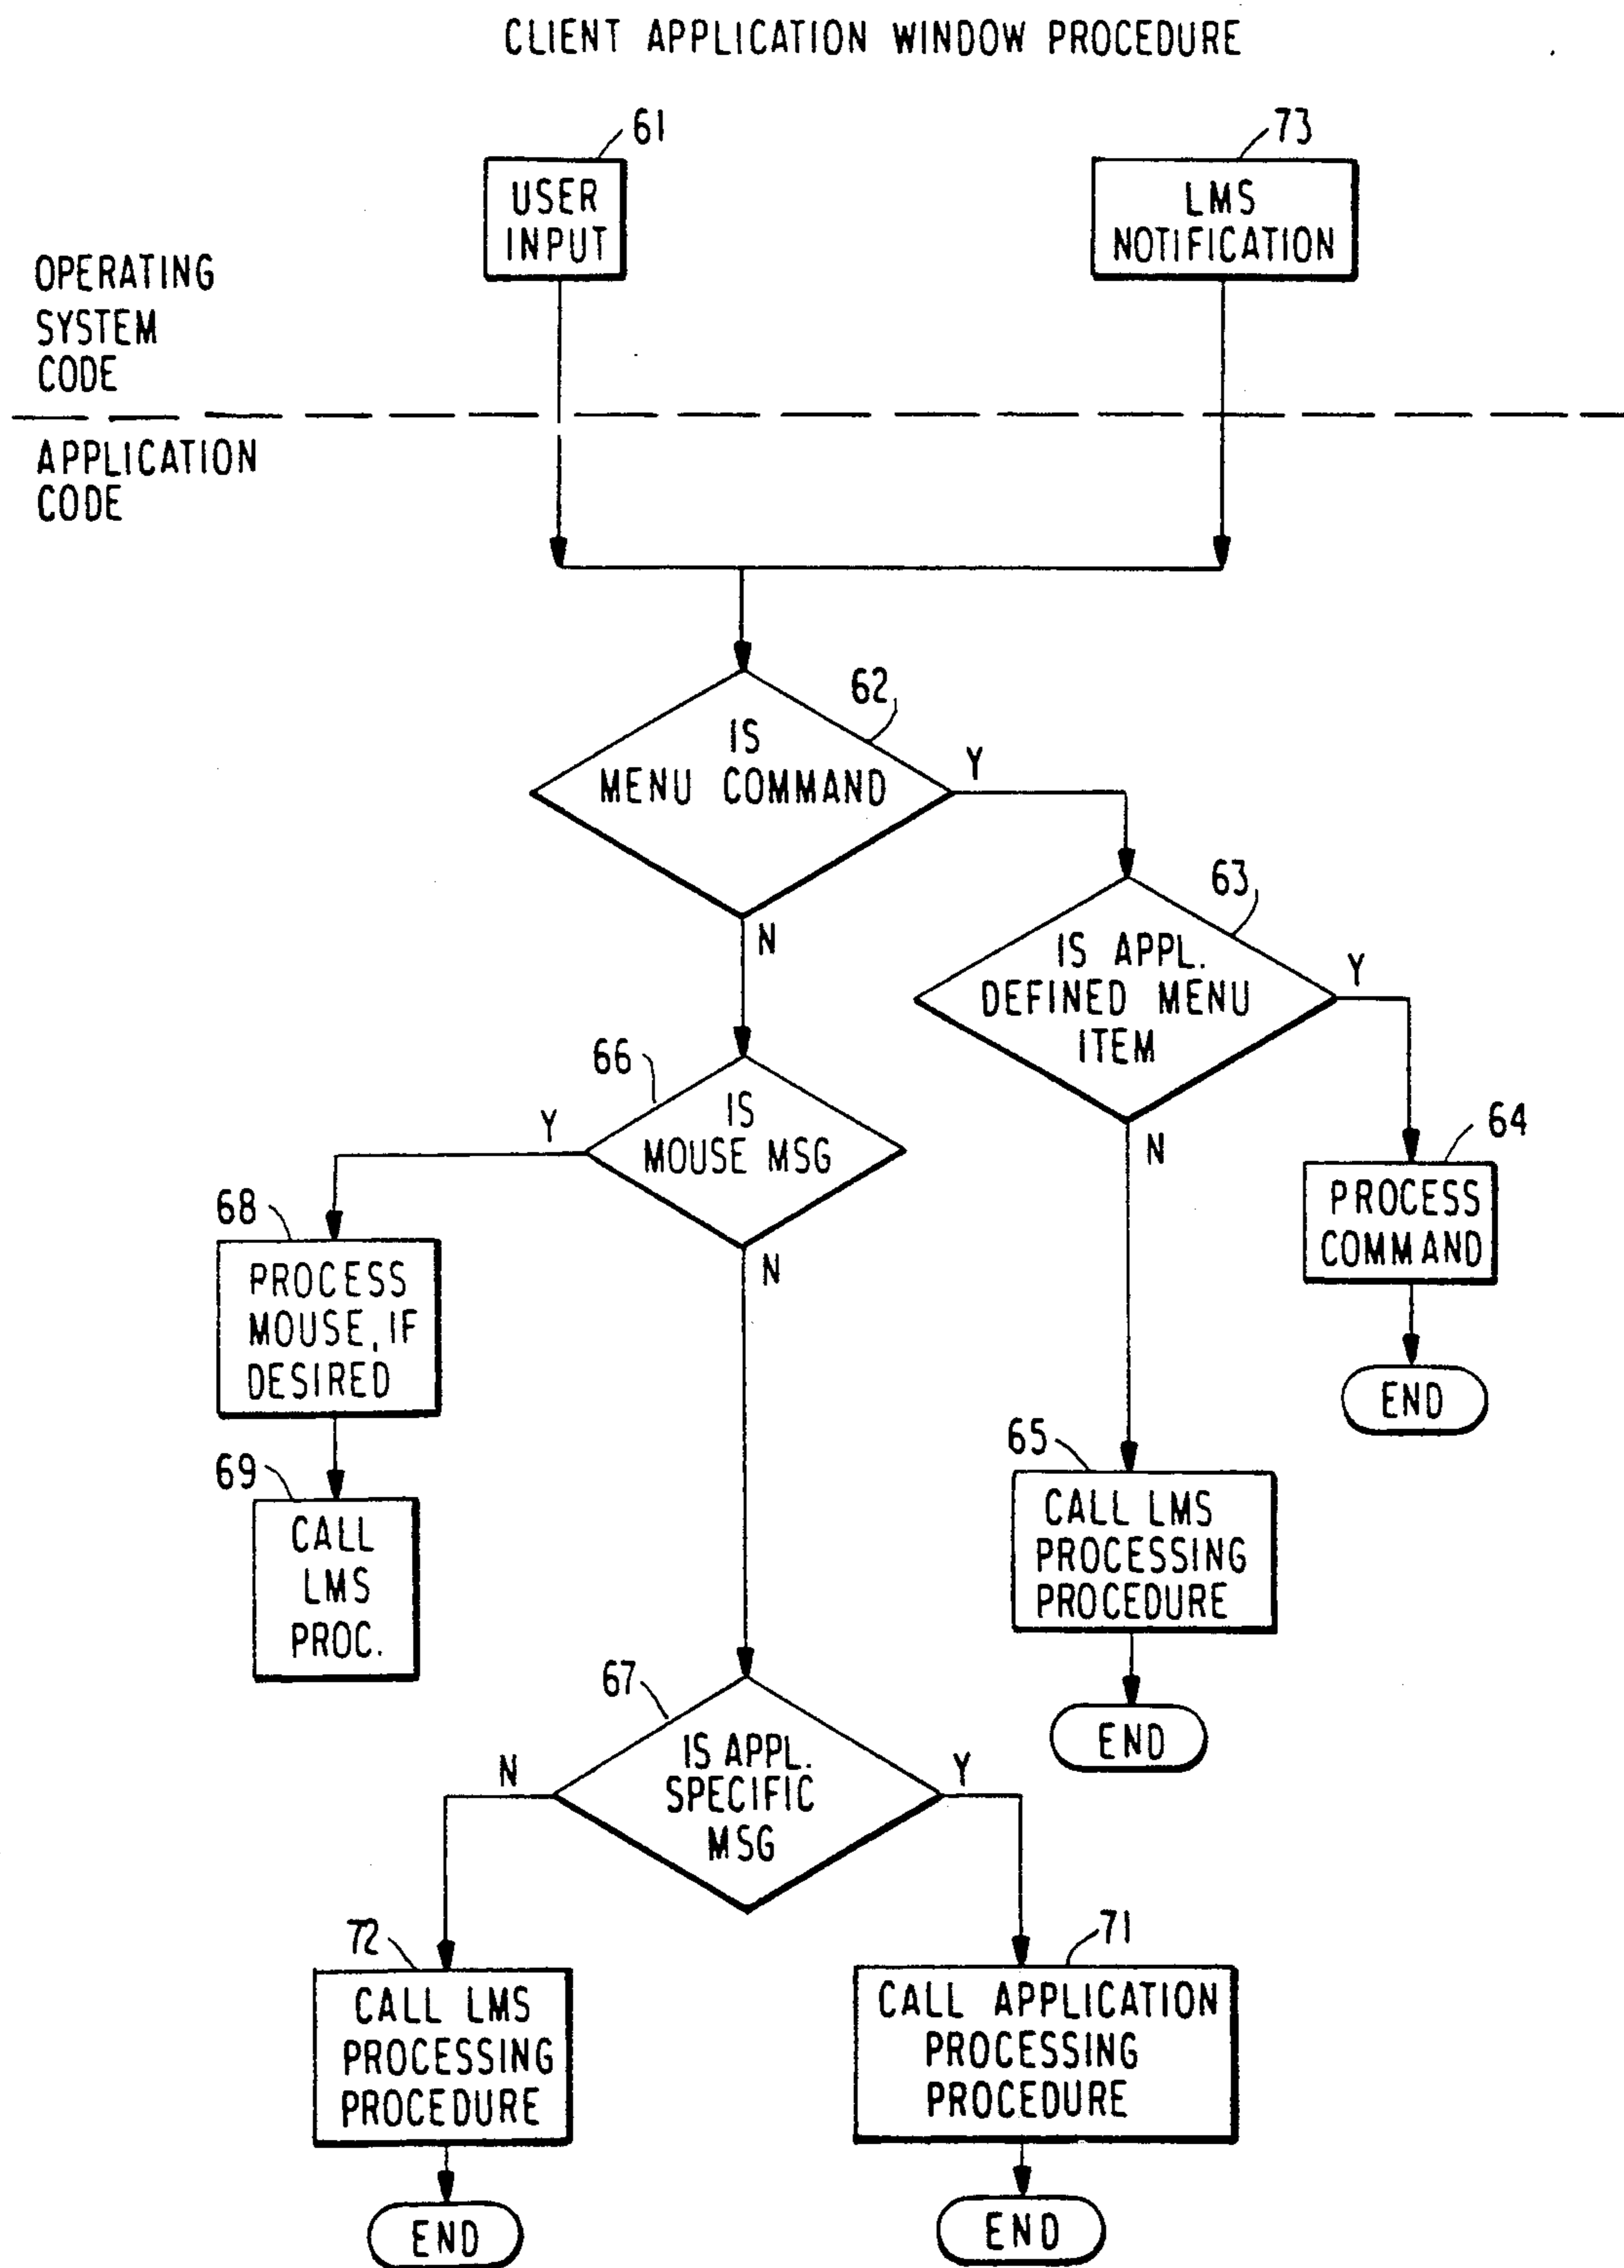 CLIENT APPLICATION WINDOW PROCEDURE
61
73
USER
INPUT
LMS
NOTIFICATION
OPERATING
SYSTEM
CODE
APPLICATION
CODE
62
IS
MENU COMMAND
Y
N
63
IS APPL.
DEFINED MENU
ITEM
Y
N
66
IS
MOUSE MSG
Y
N
64
PROCESS
COMMAND
END
68
PROCESS
MOUSE, IF
DESIRED
69
CALL
LMS
PROC.
65
CALL LMS
PROCESSING
PROCEDURE
END
67
IS APPL.
SPECIFIC
MSG
N
Y
72
CALL LMS
PROCESSING
PROCEDURE
END
71
CALL APPLICATION
PROCESSING
PROCEDURE
END